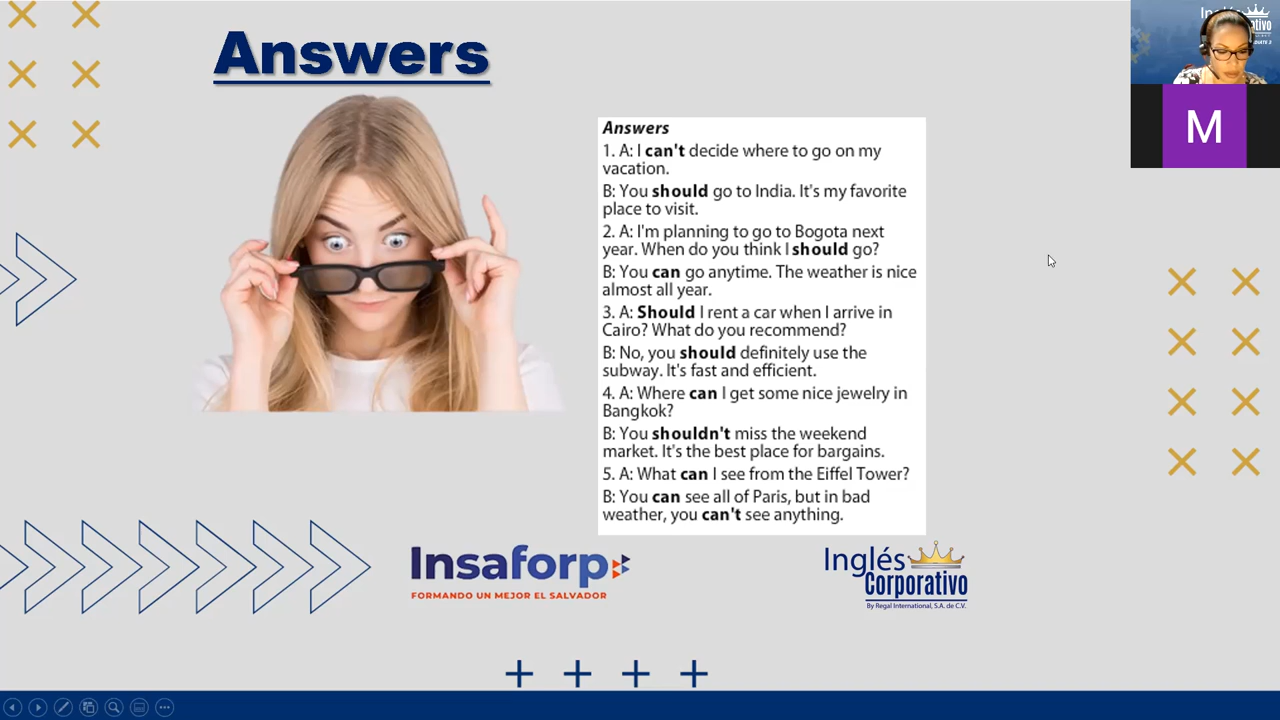 Answers
Answers
1. A: I can't decide where to go on my
vacation.
B: You should go to India. It's my favorite
place to visit.
2. A: I'm planning to go to Bogota next
year. When do you think I should go?
B: You can go anytime. The weather is nice
almost all year.
3. A: Should I rent a car when I arrive in
Cairo? What do you recommend?
B: No, you should definitely use the
subway. It's fast and efficient.
4. A: Where can I get some nice jewelry in
Bangkok?
B: You shouldn't miss the weekend
market. It's the best place for bargains.
5. A: What can I see from the Eiffel Tower?
B: You can see all of Paris, but in bad
weather, you can't see anything.
Insaforp
FORMANDO UN MEJOR EL SALVADOR
Inglés
Corporativo
By Regal International, S.A. de C.V.
M